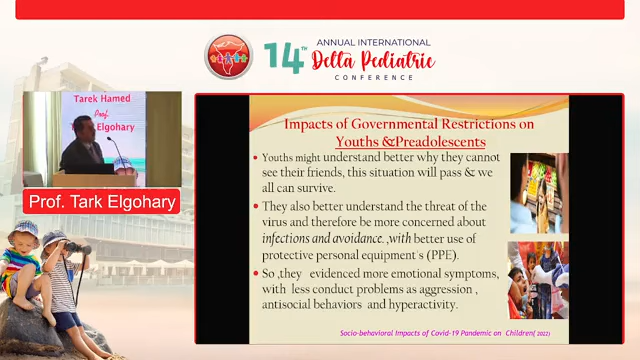 14TH
ANNUAL INTERNATIONAL
Delta Pediatric
CONFERENCE
Tarek Hamed
Prof.
Elgohary
Prof. Tark Elgohary
Impacts of Governmental Restrictions on
Youths &Preadolescents
• Youths might understand better why they cannot
see their friends, this situation will pass & we
all can survive.
• They also better understand the threat of the
virus and therefore be more concerned about
infections and avoidance. ,with better use of
protective personal equipment's (PPE).
• So ,they evidenced more emotional symptoms,
with less conduct problems as aggression ,
antisocial behaviors and hyperactivity.
Socio-behavioral Impacts of Covid-19 Pandemic on Children( 2022)